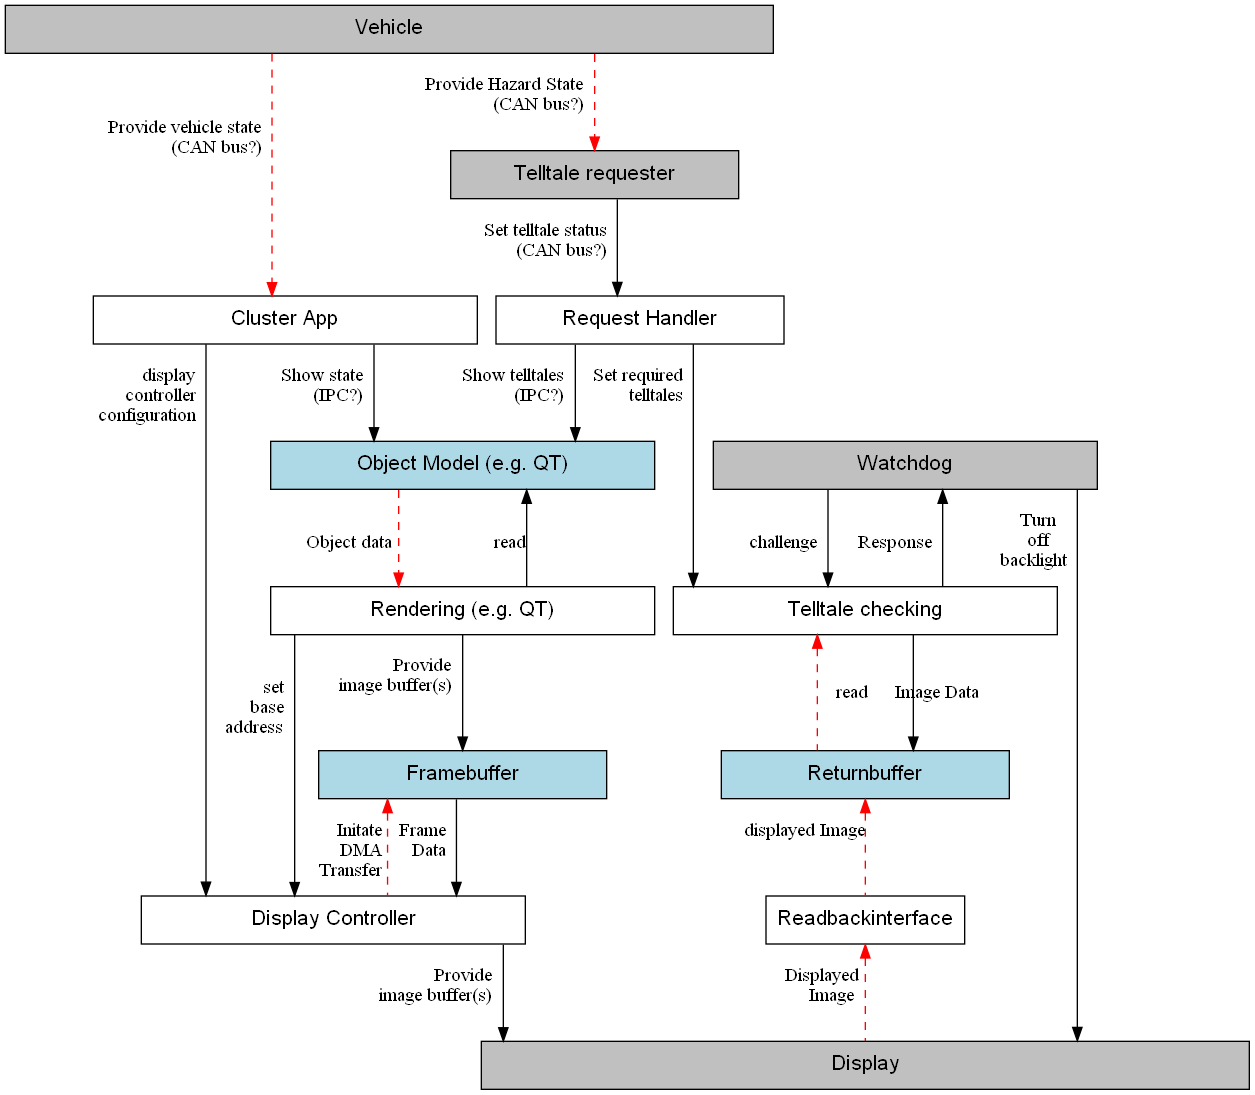 Vehicle
Provide Hazard State
(CAN bus?)
Provide vehicle state
(CAN bus?)
Telltale requester
Set telltale status
(CAN bus?)
Cluster App
Request Handler
display
controller
configuration
Show state
(IPC?)
Show telltales
(IPC?)
Set required
telltales
Object Model (e.g. QT)
Watchdog
Object data
read
challenge
Response
Turn
off
backlight
Rendering (e.g. QT)
Telltale checking
set
base
address
Provide
image buffer(s)
read
Image Data
Framebuffer
Returnbuffer
Initate
DMA
Transfer
Frame
Data
displayed Image
Display Controller
Readbackinterface
Provide
image buffer(s)
Displayed
Image
Display